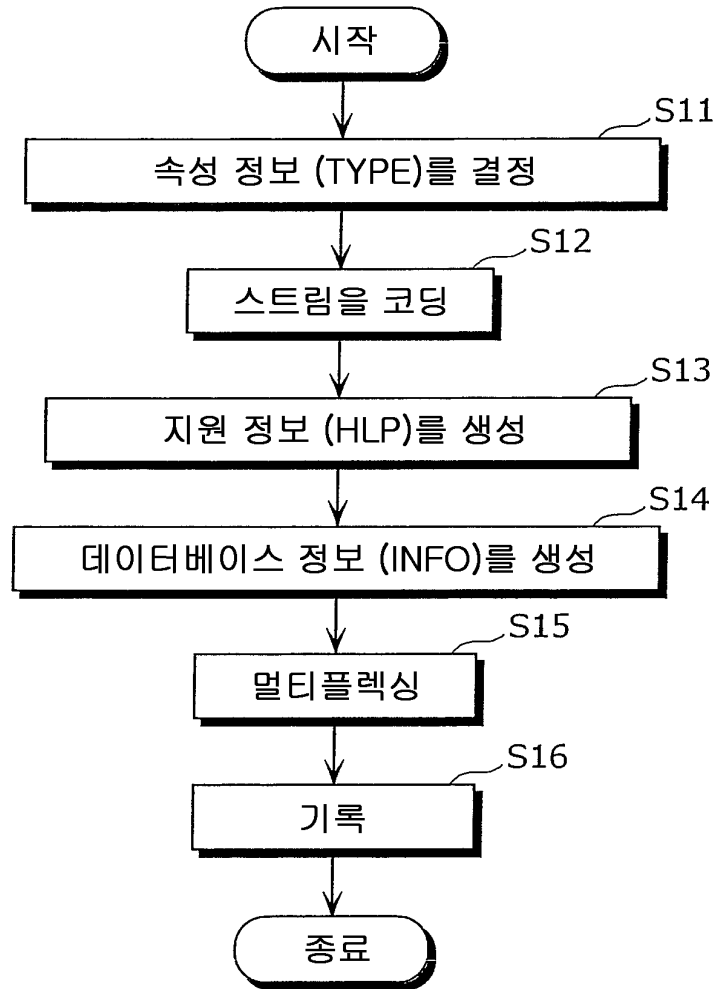 시작
S11
속성 정보 (TYPE)를 결정
S12
스트림을 코딩
S13
지원 정보 (HLP)를 생성
S14
데이터베이스 정보 (INFO)를 생성
S15
멀티플렉싱
S16
기록
종료